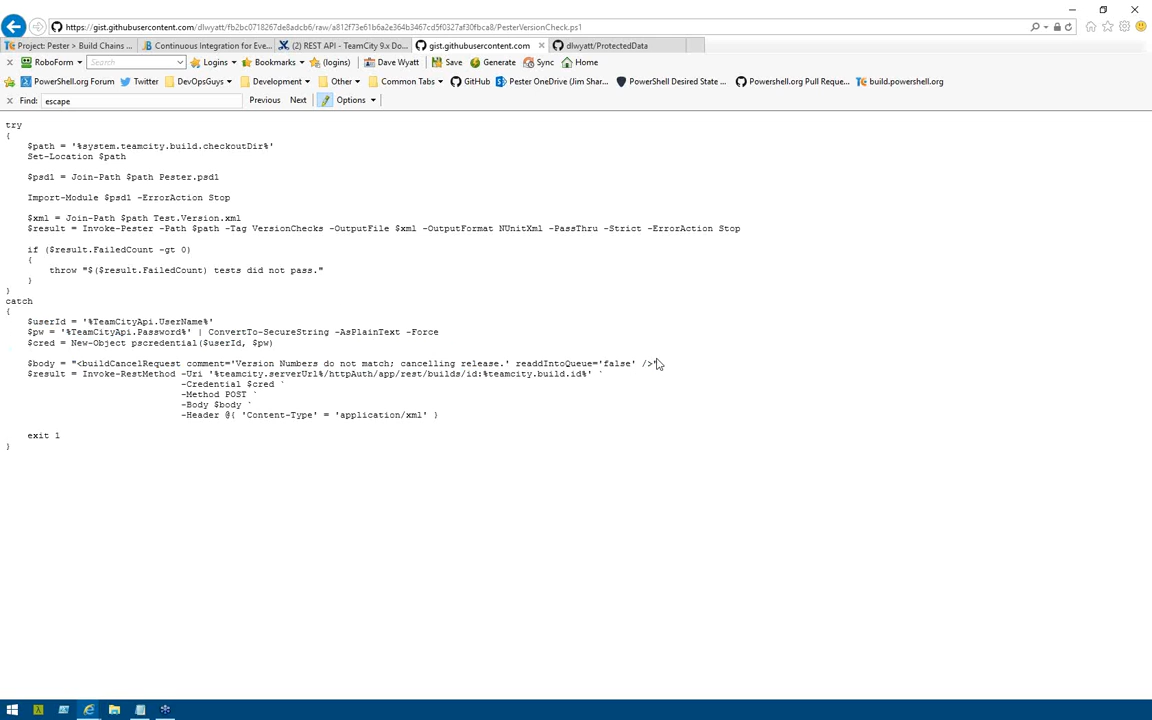 https://gist.githubusercontent.com/dlwyatt/fb2bc0718267de8adcb6/raw/a812f73e61b6a2e364b3467cd5f0327af30fbca8/PesterVersionCheck.ps1
Project: Pester > Build Chains ...
Continuous Integration for Eve...
(2) REST API - TeamCity 9.x Do...
gist.githubusercontent.com
dlwyatt/ProtectedData
RoboForm
Search
Logins
Bookmarks
(logins)
Dave Wyatt
Save
Generate
Sync
Home
PowerShell.org Forum
Twitter
DevOpsGuys
Development
Other
Common Tabs
GitHub
Pester OneDrive (Jim Shar...
PowerShell Desired State ...
Powershell.org Pull Reque...
build.powershell.org
Find: escape
Previous
Next
Options
try
{
$path = '%system.teamcity.build.checkoutDir%'
Set-Location $path
$psd1 = Join-Path $path Pester.psd1
Import-Module $psd1 -ErrorAction Stop
$xml = Join-Path $path Test.Version.xml
$result = Invoke-Pester -Path $path -Tag VersionChecks -OutputFile $xml -OutputFormat NUnitXml -PassThru -Strict -ErrorAction Stop
if ($result.FailedCount -gt 0)
{
throw "$($result.FailedCount) tests did not pass."
}
}
catch
{
$userId = '%TeamCityApi.UserName%'
$pw = '%TeamCityApi.Password%' | ConvertTo-SecureString -AsPlainText -Force
$cred = New-Object pscredential($userId, $pw)
$body = "<buildCancelRequest comment='Version Numbers do not match; cancelling release.' readdIntoQueue='false' />"
$result = Invoke-RestMethod -Uri '%teamcity.serverUrl%/httpAuth/app/rest/builds/id:%teamcity.build.id%' `
-Credential $cred `
-Method POST `
-Body $body `
-Header @{ 'Content-Type' = 'application/xml' }
exit 1
}